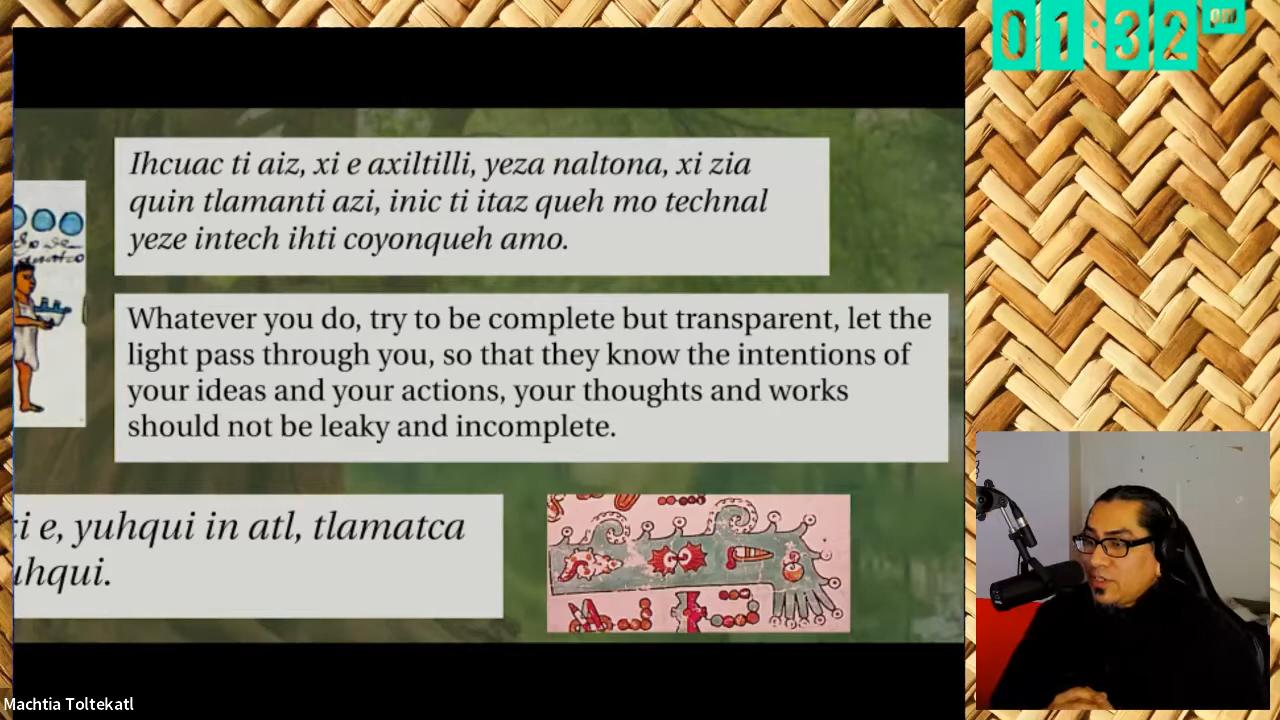 01:32 pm
Ihcuac ti aiz, xi e axiltilli, yeza naltona, xi zia
quin tlamanti azi, inic ti itaz queh mo technal
yeze intech ihti coyonqueh amo.
Whatever you do, try to be complete but transparent, let the
light pass through you, so that they know the intentions of
your ideas and your actions, your thoughts and works
should not be leaky and incomplete.
e, yuhqui in atl, tlamatca
Machtia Toltekatl